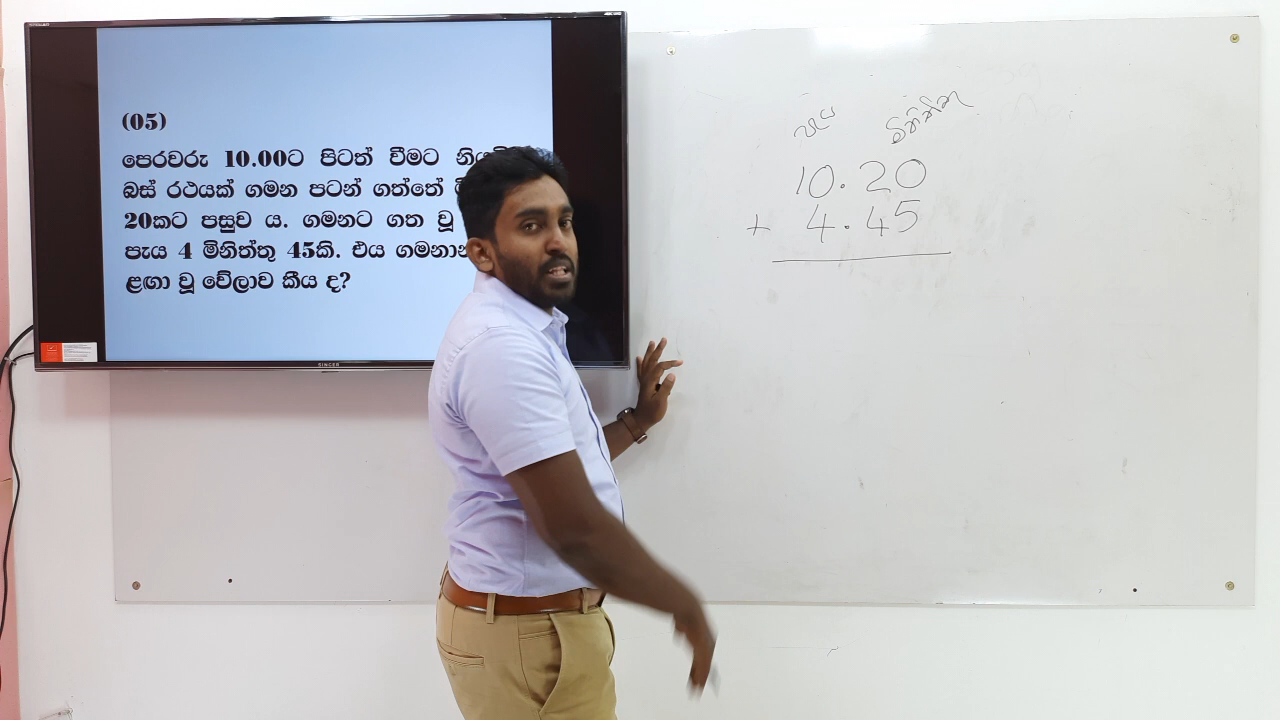 (05)
පෙරවරු 10.00ට පිටත් වීමට
බස් රථයක් ගමන පටන් ගත්තේ
20කට පසුව ය. ගමනට ගත වූ
පැය 4 මිනිත්තු 45කි. එය
ළඟා වූ වේලාව කීය ද?
SINGER
පැය මිනිත්තු
10.20
+ 4.45